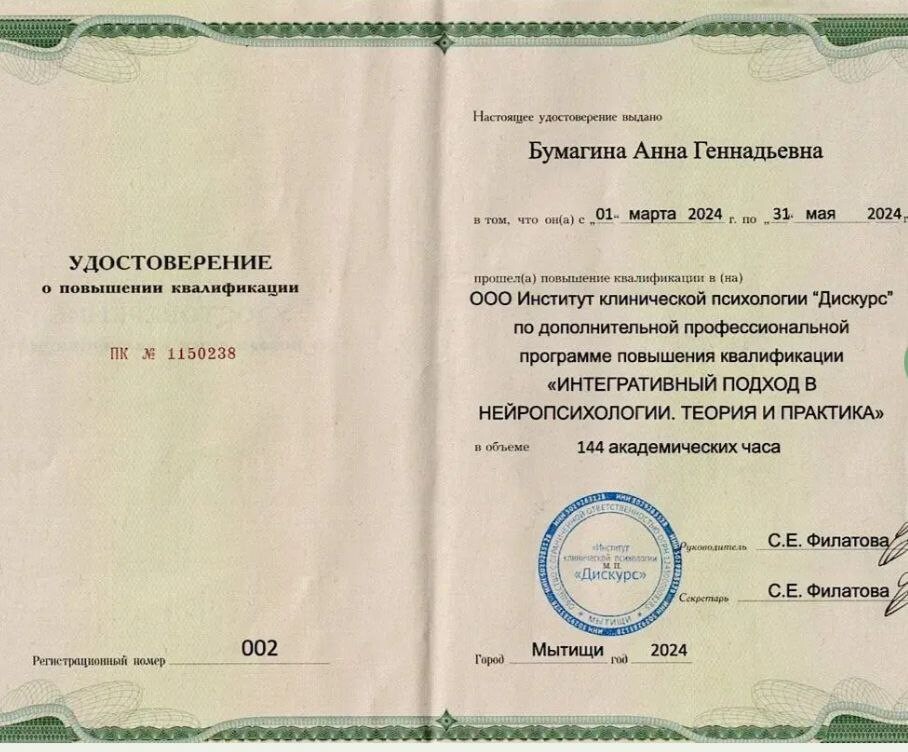 УДОСТОВЕРЕНИЕ
о повышении квалификации
ПК № 1150238
Регистрационный номер 002
Настоящее удостоверение выдано
Бумагина Анна Геннадьевна
в том, что он(а) с „01“ марта 2024 г. по „31“ мая 2024 г.
прошел(а) повышение квалификации в (на)
ООО Институт клинической психологии “Дискурс”
по дополнительной профессиональной
программе повышения квалификации
«ИНТЕГРАТИВНЫЙ ПОДХОД В
НЕЙРОПСИХОЛОГИИ. ТЕОРИЯ И ПРАКТИКА»
в объеме 144 академических часа
«Институт
клинической психологии
М. П.
«Дискурс»
МЫТИЩИ
Руководитель С.Е. Филатова
Секретарь С.Е. Филатова
Город Мытищи год 2024